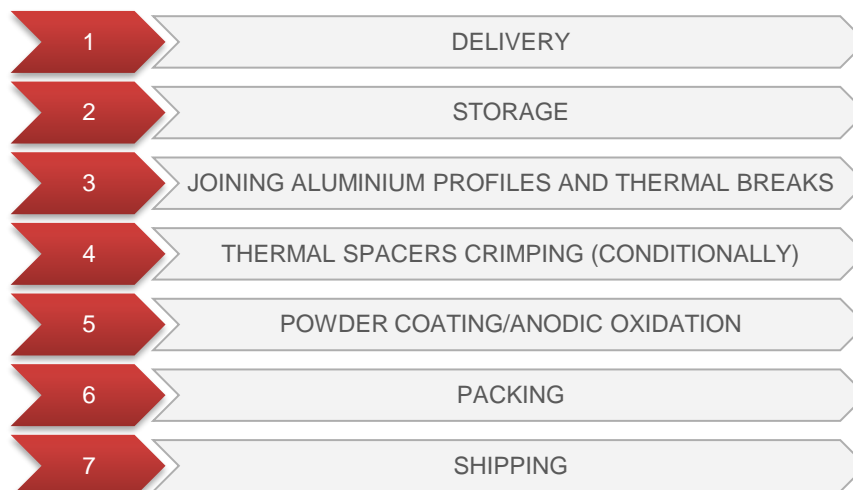 1 DELIVERY
2 STORAGE
3 JOINING ALUMINIUM PROFILES AND THERMAL BREAKS
4 THERMAL SPACERS CRIMPING (CONDITIONALLY)
5 POWDER COATING/ANODIC OXIDATION
6 PACKING
7 SHIPPING